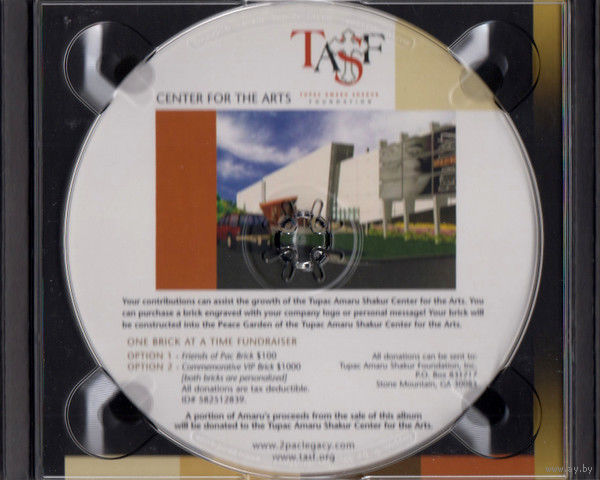 TASF
CENTER FOR THE ARTS
TUPAC AMARU SHAKUR
FOUNDATION
Your contributions can assist the growth of the Tupac Amaru Shakur Center for the Arts. You
can purchase a brick engraved with your company logo or personal message! Your brick will
be constructed into the Peace Garden of the Tupac Amaru Shakur Center for the Arts.
ONE BRICK AT A TIME FUNDRAISER
OPTION 1 - Friends of Pac Brick $100
OPTION 2 - Commemorative VIP Brick $1000
[both bricks are personalized]
All donations are tax deductible.
ID# 582512839.
All donations can be sent to:
Tupac Amaru Shakur Foundation, Inc.
P.O. Box 831717
Stone Mountain, GA 30083
A portion of Amaru's proceeds from the sale of this album
will be donated to the Tupac Amaru Shakur Center for the Arts.
www.2paclegacy.com
www.tasf.org
www.ay.by